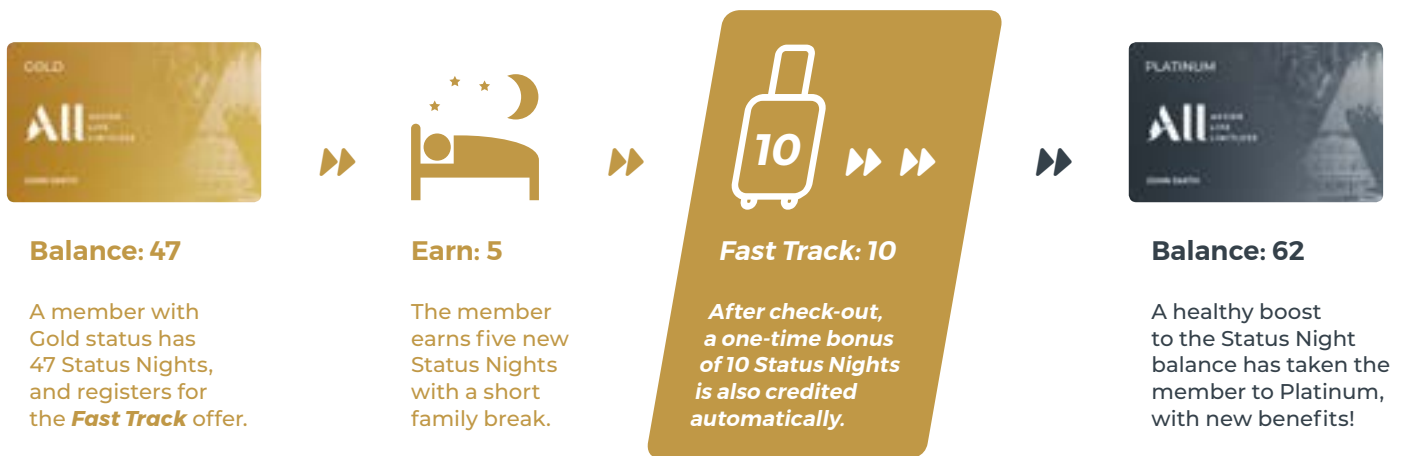 GOLD
All
Balance: 47
A member with
Gold status has
47 Status Nights,
and registers for
the Fast Track offer.
Earn: 5
The member
earns five new
Status Nights
with a short
family break.
10
Fast Track: 10
After check-out,
a one-time bonus
of 10 Status Nights
is also credited
automatically.
PLATINUM
All
Balance: 62
A healthy boost
to the Status Night
balance has taken the
member to Platinum,
with new benefits!